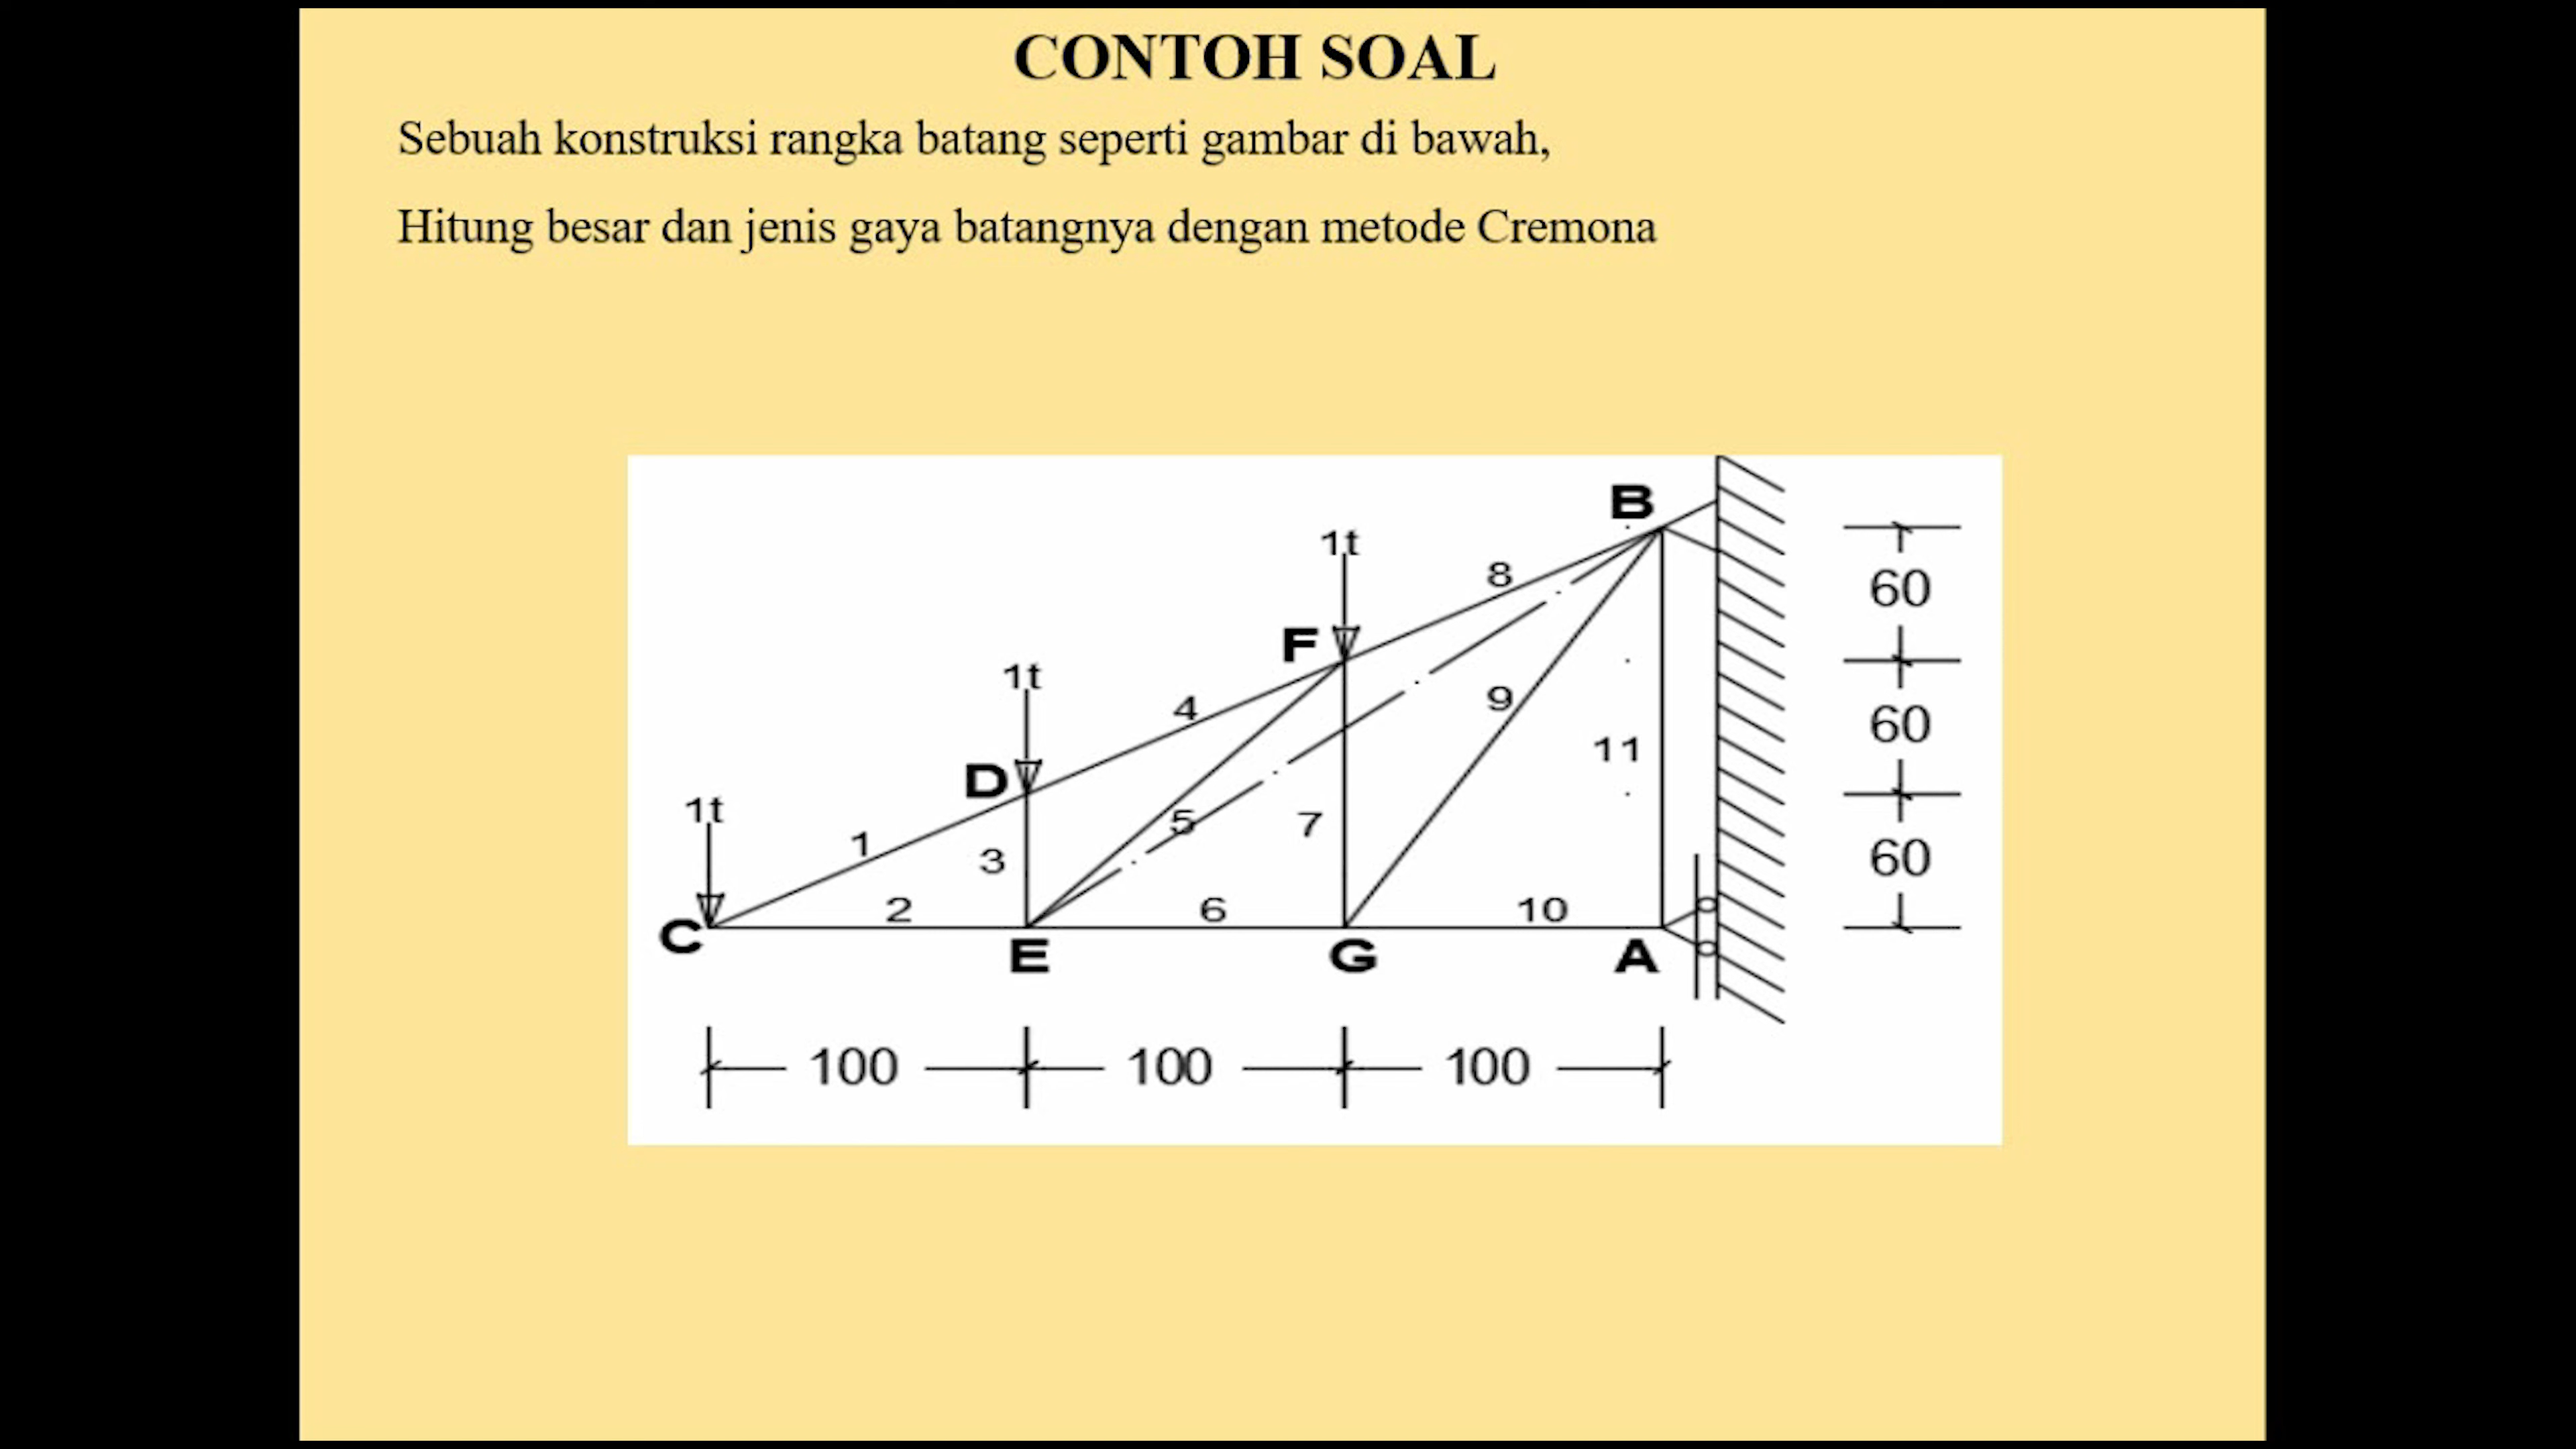 CONTOH SOAL
Sebuah konstruksi rangka batang seperti gambar di bawah,
Hitung besar dan jenis gaya batangnya dengan metode Cremona
B
1t
8
60
F
1t
4
9
60
D
11
1t
5
7
1
3
60
2
6
10
C
E
G
A
100
100
100